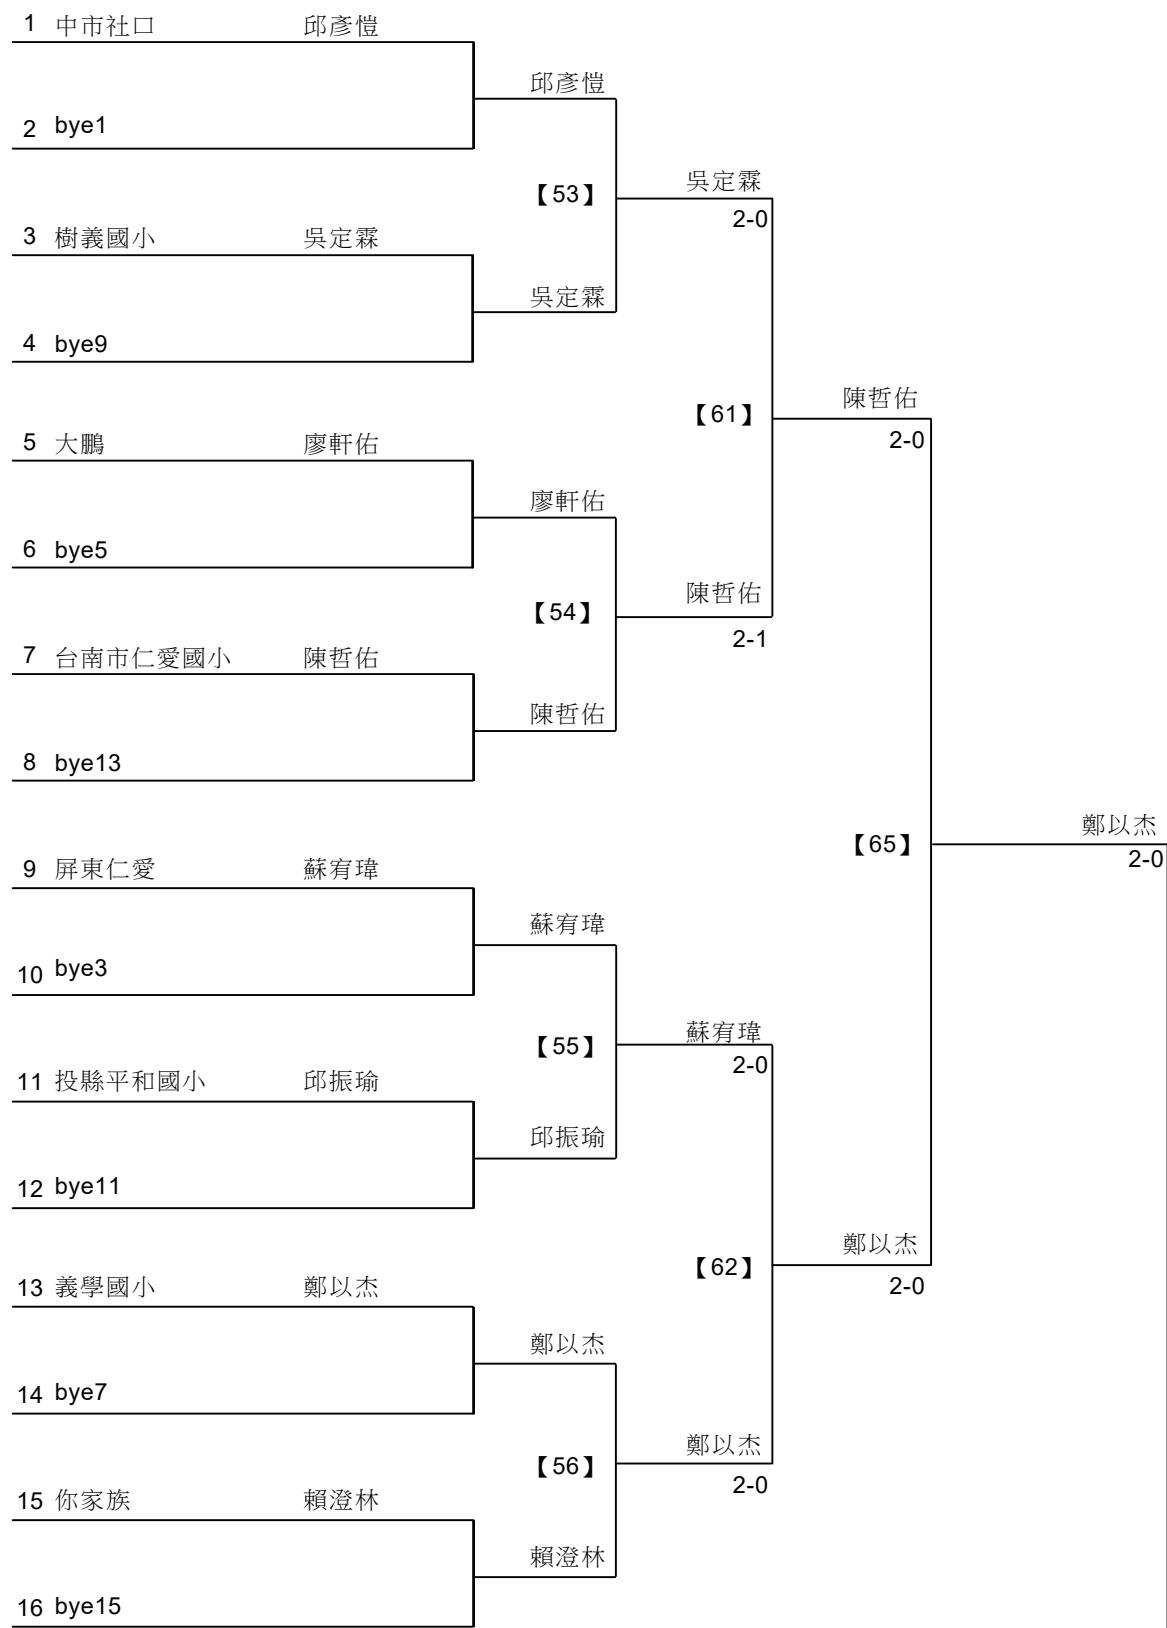 1 中市社口 邱彥愷
邱彥愷
2 bye1
【53】
吳定霖
2-0
3 樹義國小 吳定霖
吳定霖
4 bye9
【61】
陳哲佑
2-0
5 大鵬 廖軒佑
廖軒佑
6 bye5
【54】
陳哲佑
2-1
7 台南市仁愛國小 陳哲佑
陳哲佑
8 bye13
【65】
鄭以杰
2-0
9 屏東仁愛 蘇宥瑋
蘇宥瑋
10 bye3
【55】
蘇宥瑋
2-0
11 投縣平和國小 邱振瑜
邱振瑜
12 bye11
【62】
鄭以杰
2-0
13 義學國小 鄭以杰
鄭以杰
14 bye7
【56】
鄭以杰
2-0
15 你家族 賴澄林
賴澄林
16 bye15